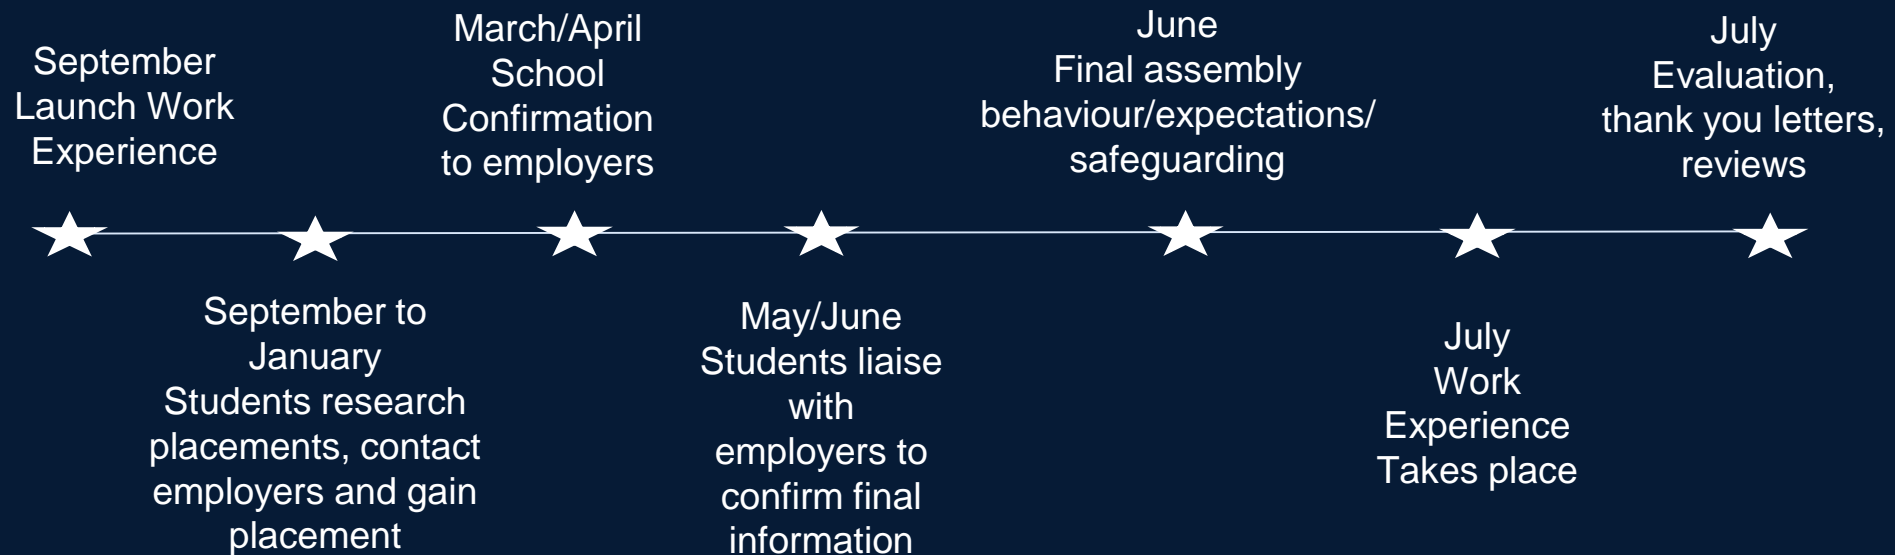 September
Launch Work
Experience
September to
January
Students research
placements, contact
employers and gain
placement
March/April
School
Confirmation
to employers
May/June
Students liaise
with
employers to
confirm final
information
June
Final assembly
behaviour/expectations/
safeguarding
July
Work
Experience
Takes place
July
Evaluation,
thank you letters,
reviews